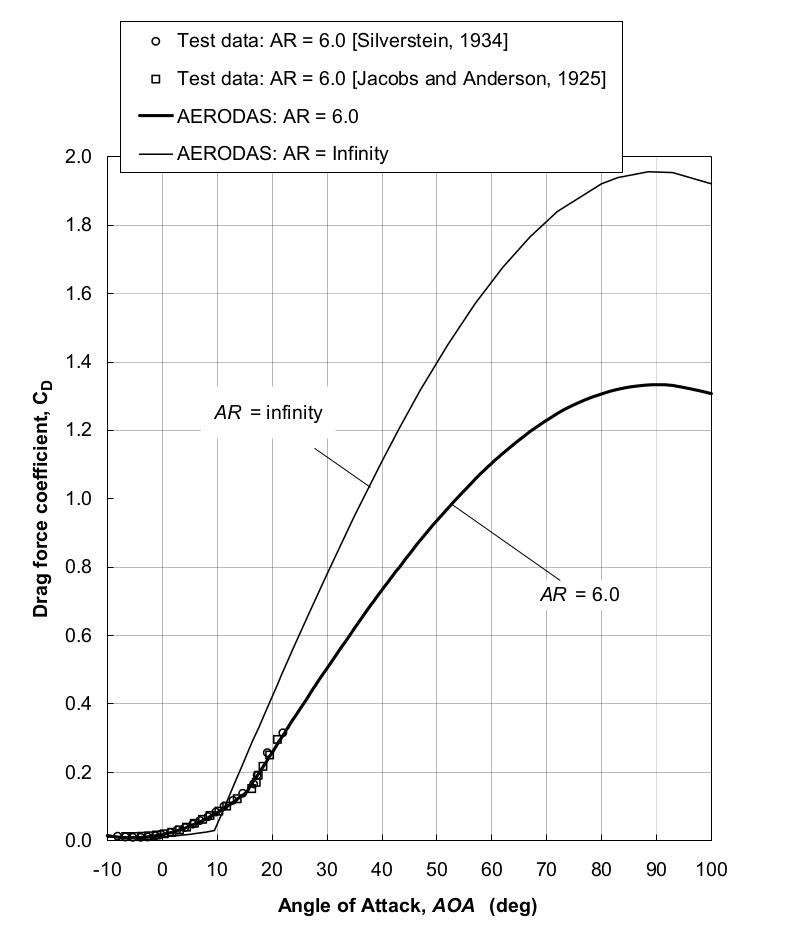 Test data: AR = 6.0 [Silverstein, 1934]
Test data: AR = 6.0 [Jacobs and Anderson, 1925]
AERODAS: AR = 6.0
AERODAS: AR = Infinity
2.0
1.8
1.6
1.4
1.2
1.0
0.8
0.6
0.4
0.2
0.0
Drag force coefficient, CD
AR = infinity
AR = 6.0
-10 0 10 20 30 40 50 60 70 80 90 100
Angle of Attack, AOA (deg)